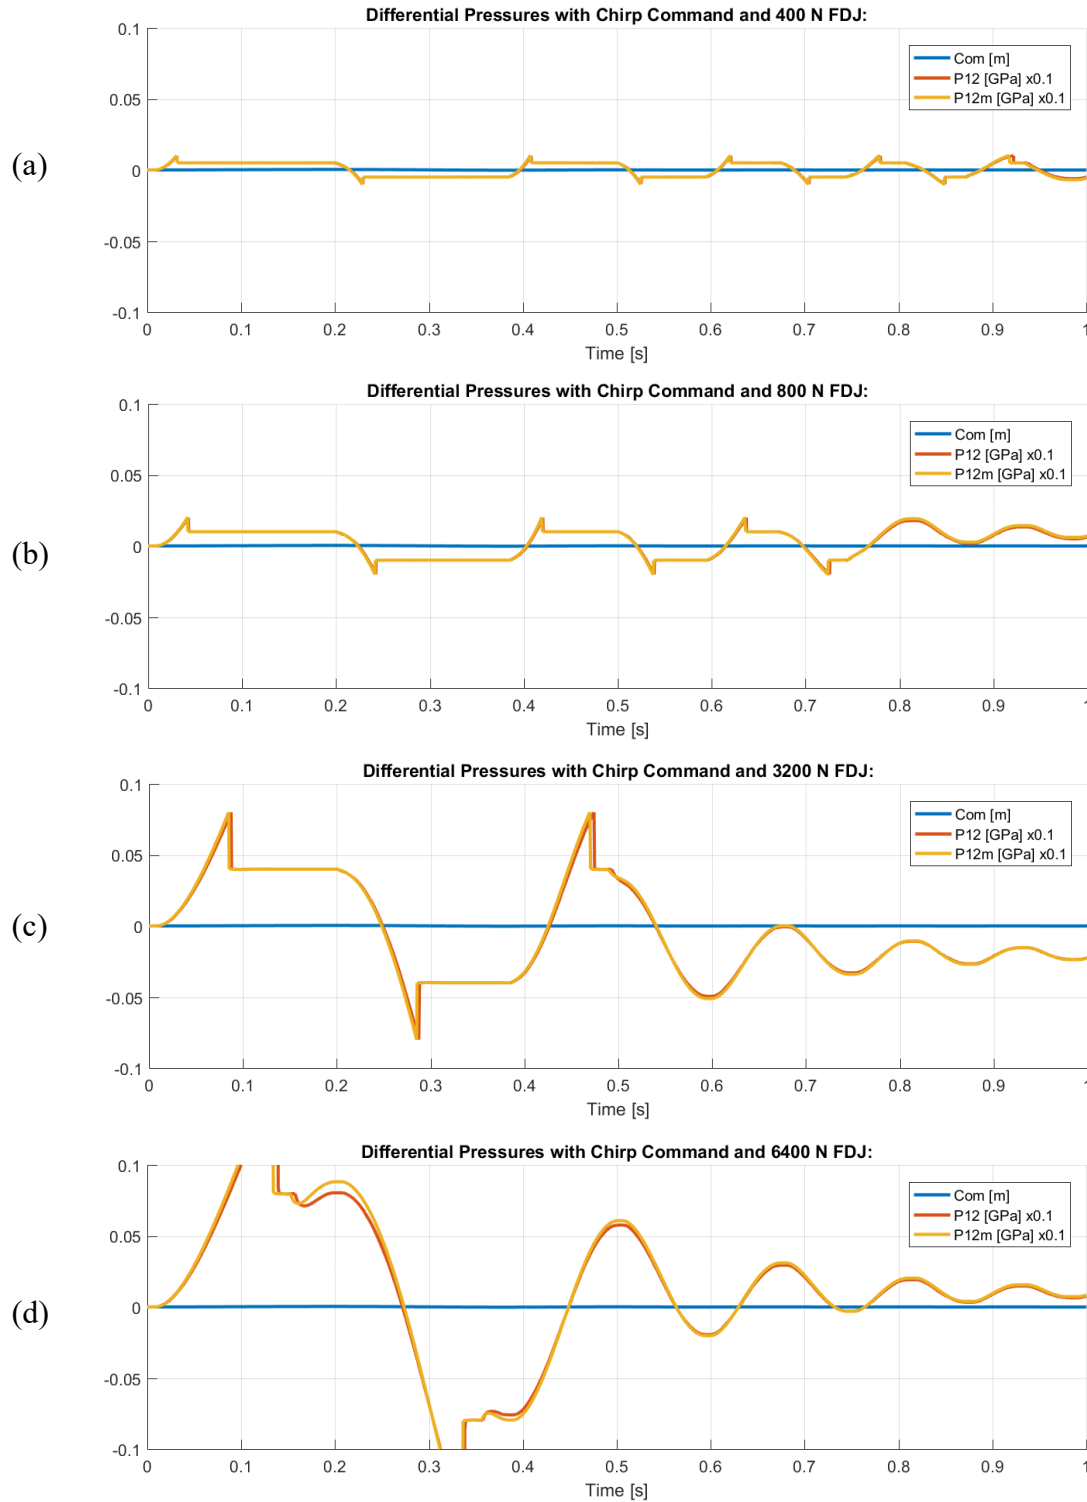 Differential Pressures with Chirp Command and 400 N FDJ:
0.1
0.05
0
-0.05
-0.1
(a)
Com [m]
P12 [GPa] x0.1
P12m [GPa] x0.1
0 0.1 0.2 0.3 0.4 0.5 0.6 0.7 0.8 0.9 1
Time [s]
Differential Pressures with Chirp Command and 800 N FDJ:
0.1
0.05
0
-0.05
-0.1
(b)
Com [m]
P12 [GPa] x0.1
P12m [GPa] x0.1
0 0.1 0.2 0.3 0.4 0.5 0.6 0.7 0.8 0.9 1
Time [s]
Differential Pressures with Chirp Command and 3200 N FDJ:
0.1
0.05
0
-0.05
-0.1
(c)
Com [m]
P12 [GPa] x0.1
P12m [GPa] x0.1
0 0.1 0.2 0.3 0.4 0.5 0.6 0.7 0.8 0.9 1
Time [s]
Differential Pressures with Chirp Command and 6400 N FDJ:
0.1
0.05
0
-0.05
-0.1
(d)
Com [m]
P12 [GPa] x0.1
P12m [GPa] x0.1
0 0.1 0.2 0.3 0.4 0.5 0.6 0.7 0.8 0.9 1
Time [s]